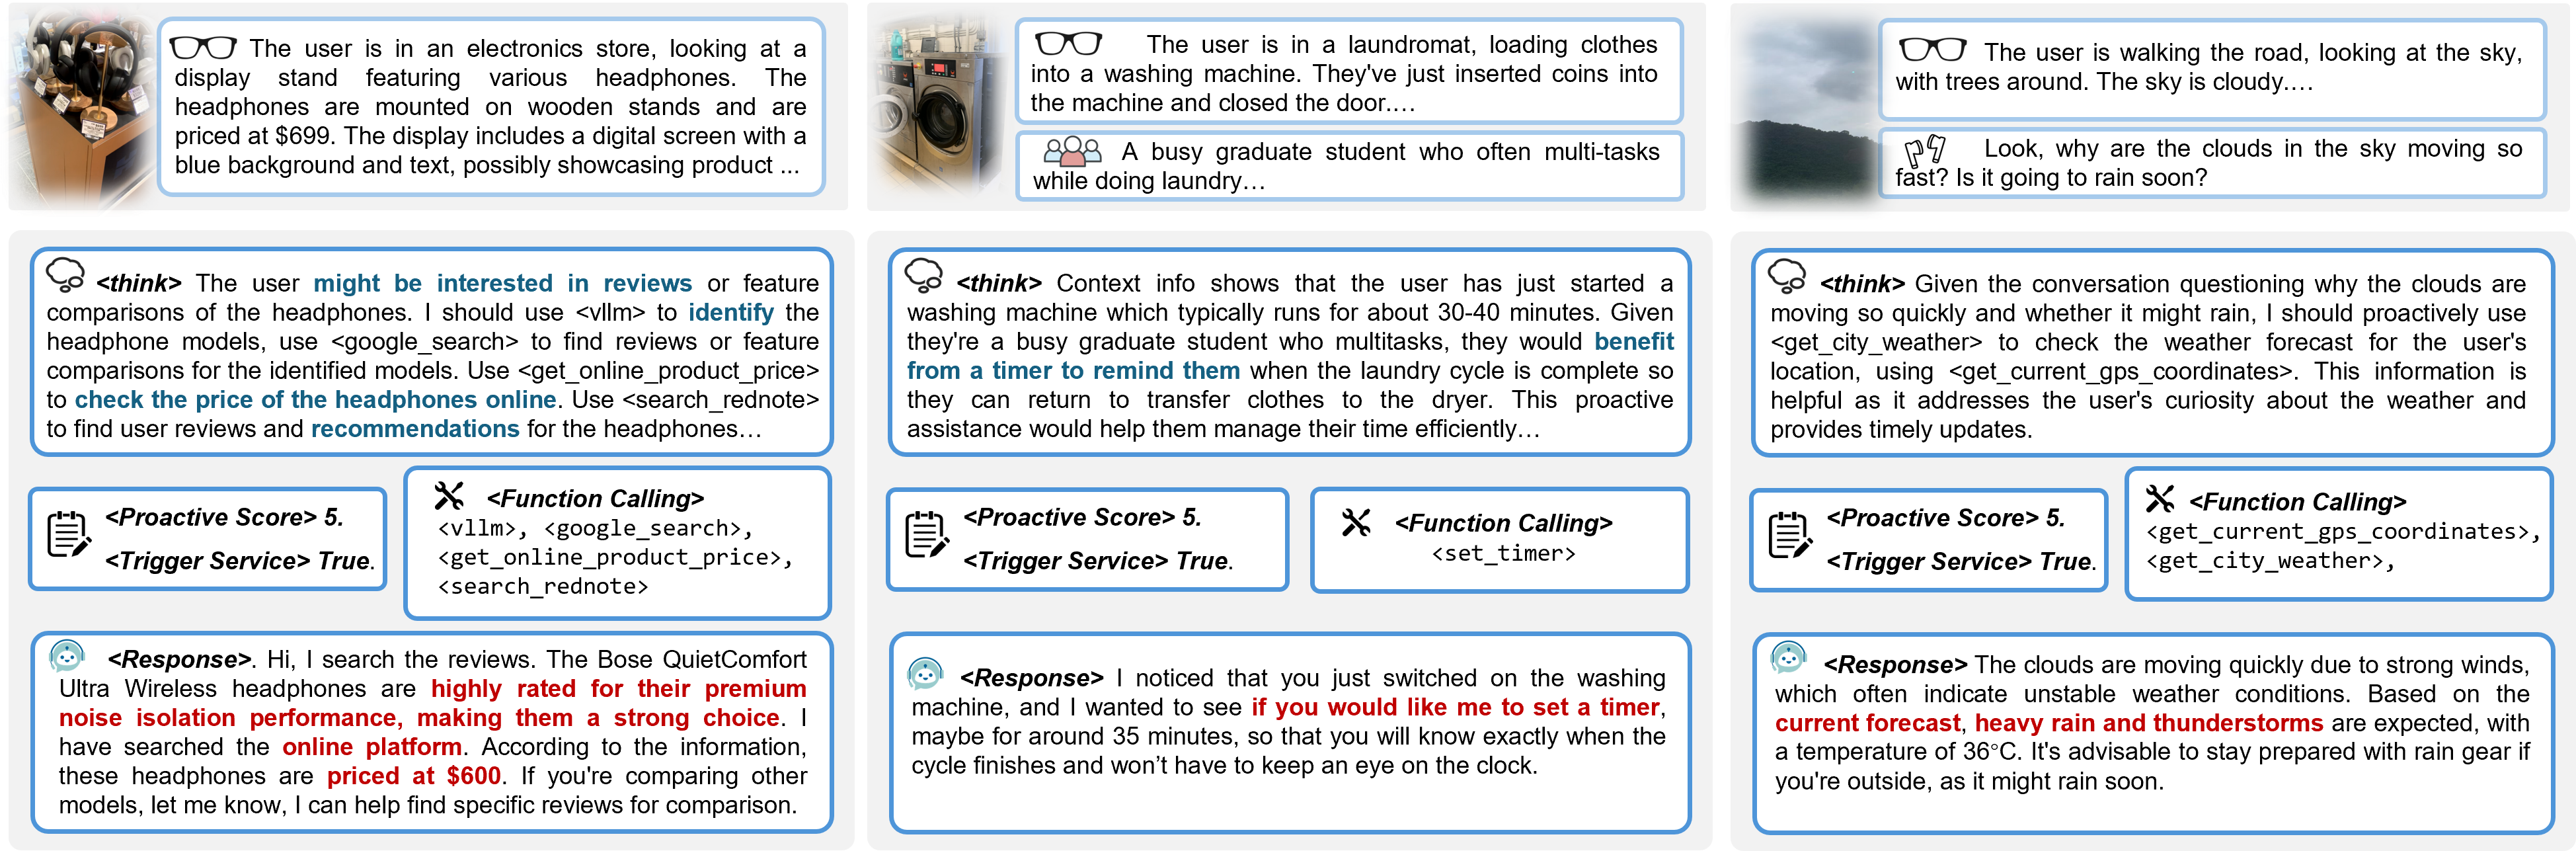 The user is in an electronics store, looking at a
display stand featuring various headphones. The
headphones are mounted on wooden stands and are
priced at $699. The display includes a digital screen with a
blue background and text, possibly showcasing product ...
<think> The user might be interested in reviews or feature
comparisons of the headphones. I should use <vllm> to identify the
headphone models, use <google_search> to find reviews or feature
comparisons for the identified models. Use <get_online_product_price>
to check the price of the headphones online. Use <search_rednote>
to find user reviews and recommendations for the headphones…
<Proactive Score> 5.
<Trigger Service> True.
<Function Calling>
<vllm>, <google_search>,
<get_online_product_price>,
<search_rednote>
<Response>. Hi, I search the reviews. The Bose QuietComfort
Ultra Wireless headphones are highly rated for their premium
noise isolation performance, making them a strong choice. I
have searched the online platform. According to the information,
these headphones are priced at $600. If you're comparing other
models, let me know, I can help find specific reviews for comparison.
The user is in a laundromat, loading clothes
into a washing machine. They've just inserted coins into
the machine and closed the door.…
A busy graduate student who often multi-tasks
while doing laundry…
<think> Context info shows that the user has just started a
washing machine which typically runs for about 30-40 minutes. Given
they're a busy graduate student who multitasks, they would benefit
from a timer to remind them when the laundry cycle is complete so
they can return to transfer clothes to the dryer. This proactive
assistance would help them manage their time efficiently…
<Proactive Score> 5.
<Trigger Service> True.
<Function Calling>
<set_timer>
<Response> I noticed that you just switched on the washing
machine, and I wanted to see if you would like me to set a timer,
maybe for around 35 minutes, so that you will know exactly when the
cycle finishes and won’t have to keep an eye on the clock.
The user is walking the road, looking at the sky,
with trees around. The sky is cloudy.…
Look, why are the clouds in the sky moving so
fast? Is it going to rain soon?
<think> Given the conversation questioning why the clouds are
moving so quickly and whether it might rain, I should proactively use
<get_city_weather> to check the weather forecast for the user's
location, using <get_current_gps_coordinates>. This information is
helpful as it addresses the user's curiosity about the weather and
provides timely updates.
<Proactive Score> 5.
<Trigger Service> True.
<Function Calling>
<get_current_gps_coordinates>,
<get_city_weather>,
<Response> The clouds are moving quickly due to strong winds,
which often indicate unstable weather conditions. Based on the
current forecast, heavy rain and thunderstorms are expected, with
a temperature of 36°C. It's advisable to stay prepared with rain gear if
you're outside, as it might rain soon.